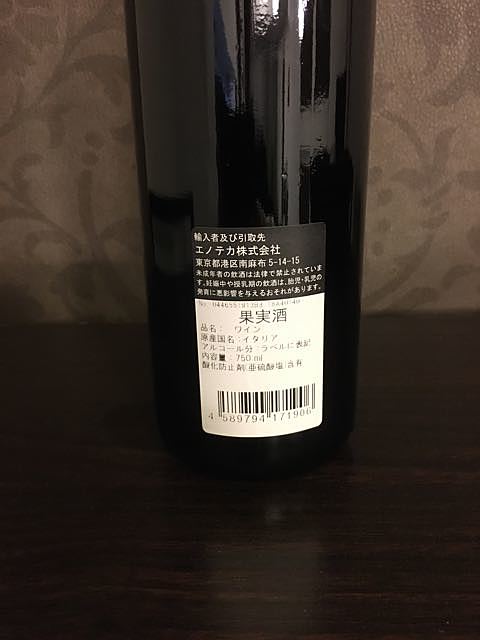 輸入者及び引取先
エノテカ株式会社
東京都港区南麻布 5-14-15
未成年者の飲酒は法律で禁止されていま
す。妊娠中や授乳期の飲酒は、胎児・乳児の
発育に悪影響を与えるおそれがあります。
No.
果実酒
品名: ワイン
原産国名:イタリア
アルコール分:ラベルに表記
内容量:750ml
酸化防止剤(亜硫酸塩)含有
4 589794 171906